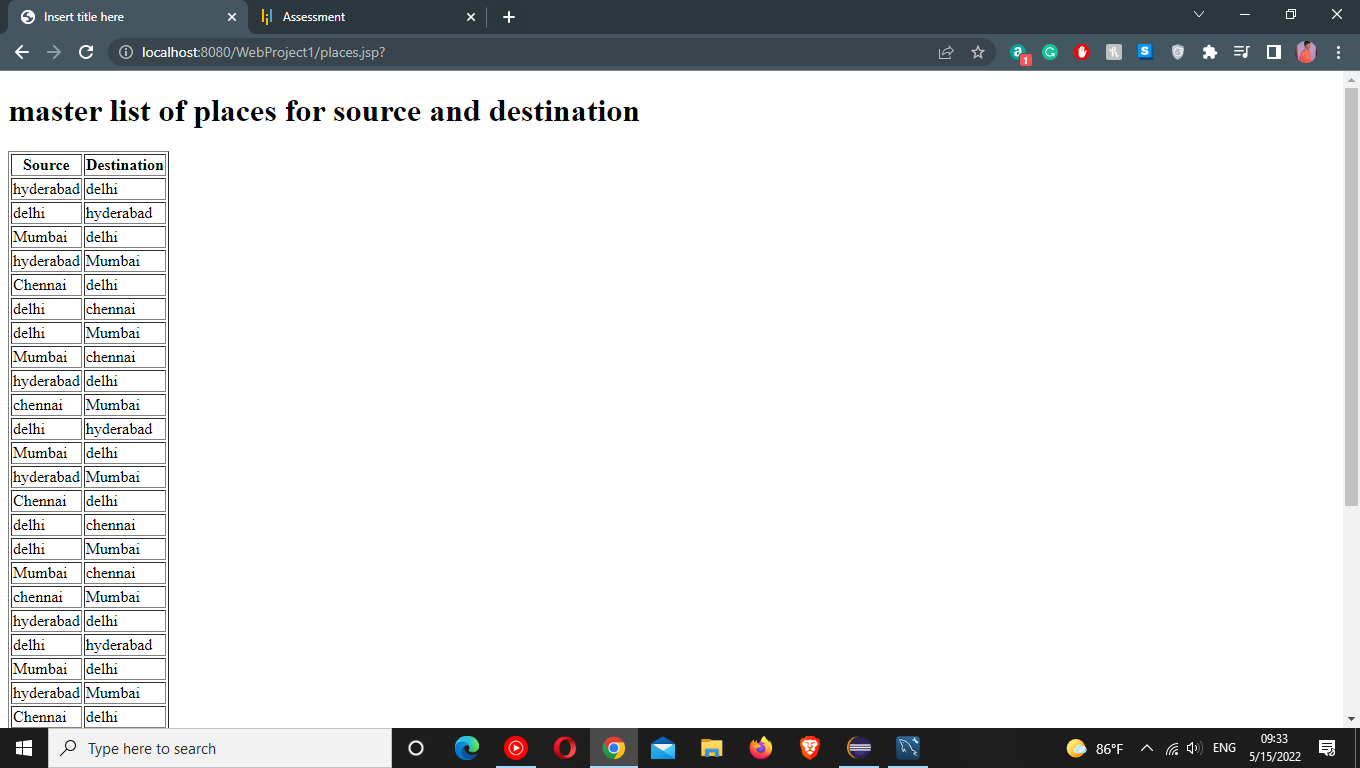 Insert title here
Assessment
localhost:8080/WebProject1/places.jsp?
1
master list of places for source and destination
Source Destination
hyderabad delhi
delhi hyderabad
Mumbai delhi
hyderabad Mumbai
Chennai delhi
delhi chennai
delhi Mumbai
Mumbai chennai
hyderabad delhi
chennai Mumbai
delhi hyderabad
Mumbai delhi
hyderabad Mumbai
Chennai delhi
delhi chennai
delhi Mumbai
Mumbai chennai
chennai Mumbai
hyderabad delhi
delhi hyderabad
Mumbai delhi
hyderabad Mumbai
Chennai delhi
Type here to search
86°F
ENG
09:33
5/15/2022